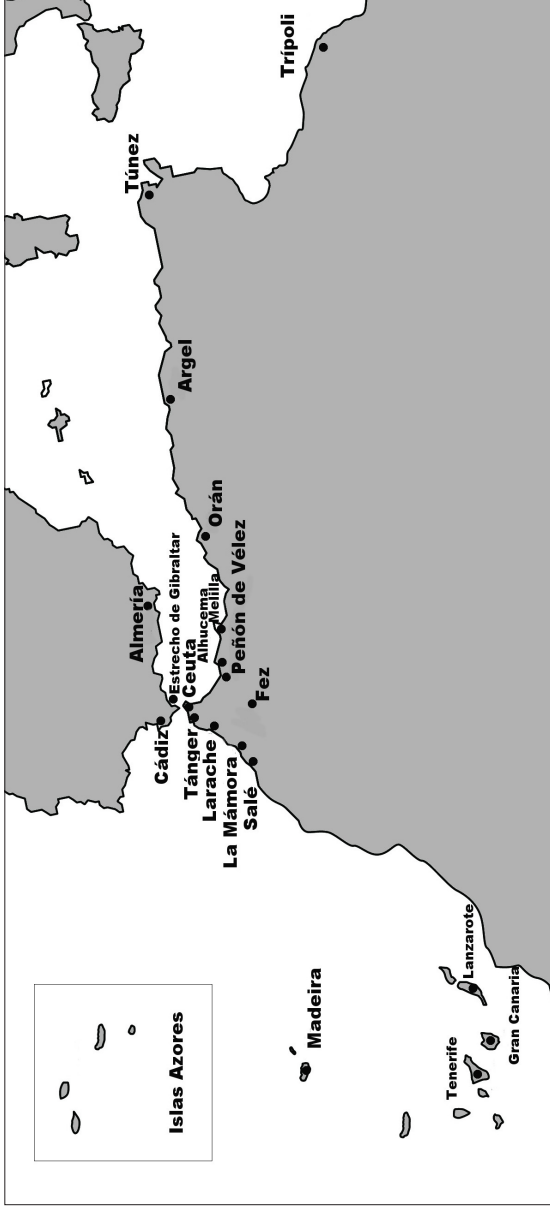 Islas Azores
Madeira
Tenerife
Gran Canaria
Lanzarote
Salé
La Mámora
Larache
Tánger
Cádiz
Ceuta
Estrecho de Gibraltar
Fez
Peñón de Vélez
Alhucema
Melilla
Almería
Orán
Argel
Túnez
Trípoli